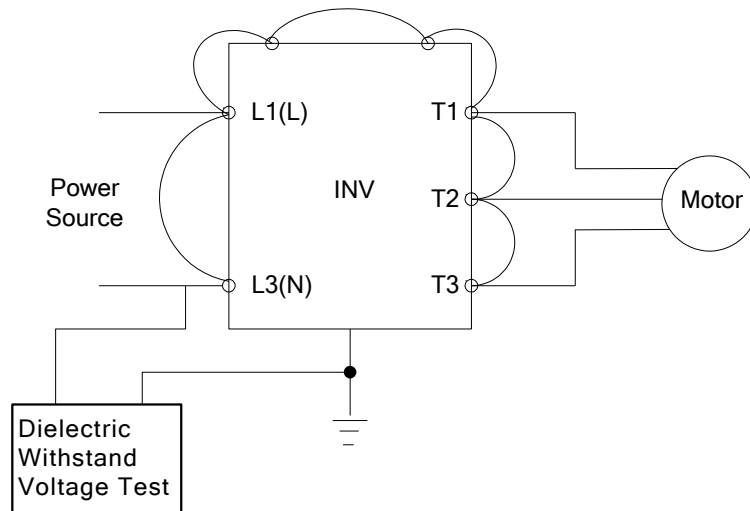 L1(L)
T1
Power
Source
INV
T2
Motor
L3(N)
T3
Dielectric
Withstand
Voltage Test